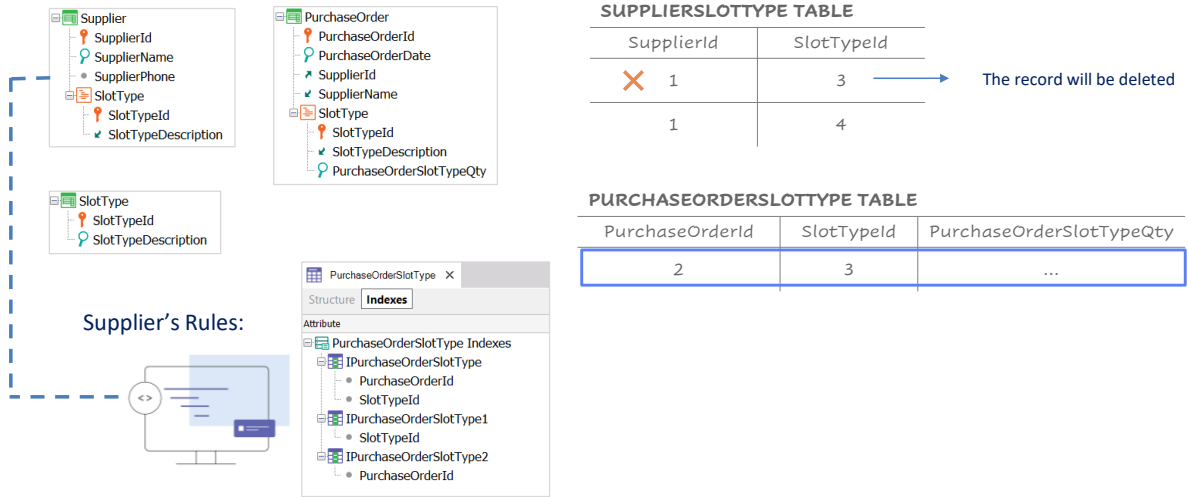 Supplier
SupplierId
SupplierName
SupplierPhone
SlotType
SlotTypeId
SlotTypeDescription
PurchaseOrder
PurchaseOrderId
PurchaseOrderDate
SupplierId
SupplierName
SlotType
SlotTypeId
SlotTypeDescription
PurchaseOrderSlotTypeQty
SlotType
SlotTypeId
SlotTypeDescription
Supplier's Rules:
<>
PurchaseOrderSlotType X
Structure Indexes
Attribute
PurchaseOrderSlotType Indexes
IPurchaseOrderSlotType
PurchaseOrderId
SlotTypeId
IPurchaseOrderSlotType1
SlotTypeId
IPurchaseOrderSlotType2
PurchaseOrderId
SUPPLIERSLOTTYPE TABLE
SupplierId SlotTypeId
1 3 The record will be deleted
1 4
PURCHASEORDERSLOTTYPE TABLE
PurchaseOrderId SlotTypeId PurchaseOrderSlotTypeQty
2 3 ...